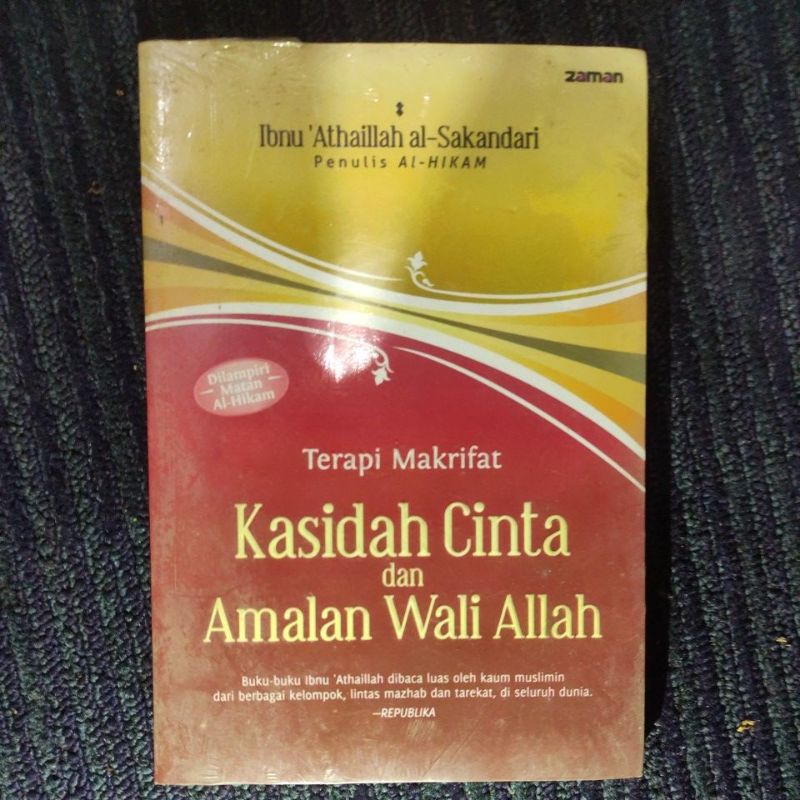 zaman
Ibnu 'Athaillah al-Sakandari
Penulis AL-HIKAM
Dilampiri
Matan
Al-Hikam
Terapi Makrifat
Kasidah Cinta
dan
Amalan Wali Allah
Buku-buku Ibnu 'Athaillah dibaca luas oleh kaum muslimin
dari berbagai kelompok, lintas mazhab dan tarekat, di seluruh dunia.
—REPUBLIKA